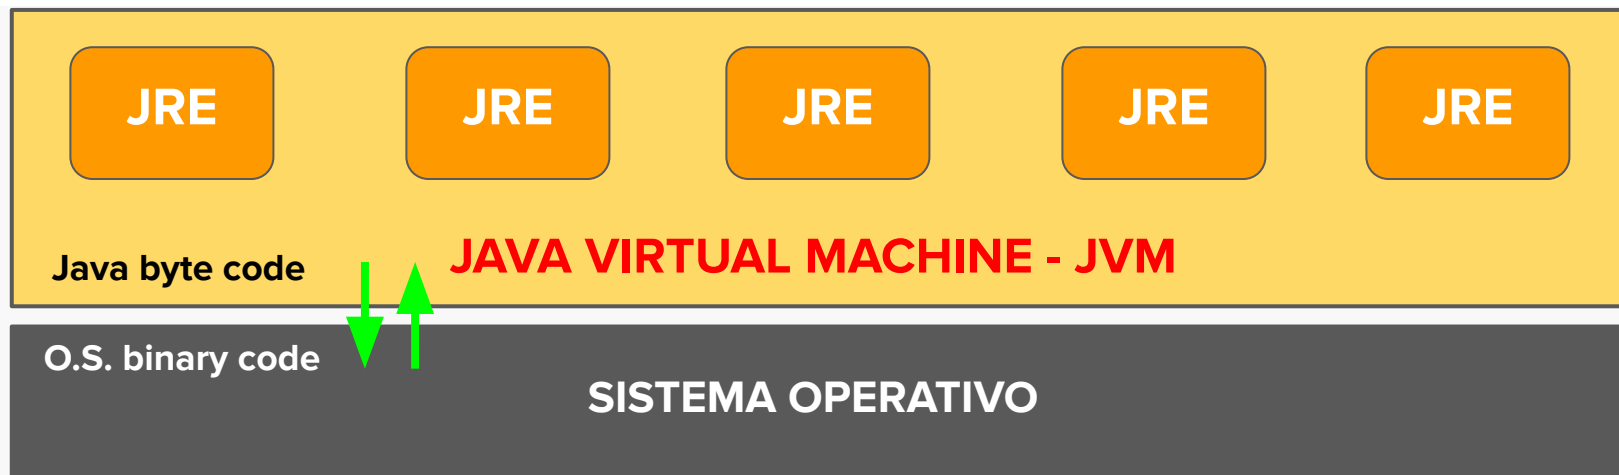 JRE JRE JRE JRE JRE
Java byte code JAVA VIRTUAL MACHINE - JVM
O.S. binary code
SISTEMA OPERATIVO